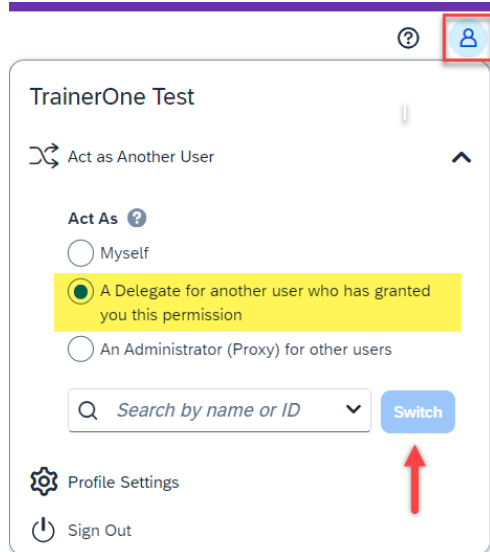 TrainerOne Test
Act as Another User
Act As
Myself
A Delegate for another user who has granted
you this permission
An Administrator (Proxy) for other users
Search by name or ID
Switch
Profile Settings
Sign Out